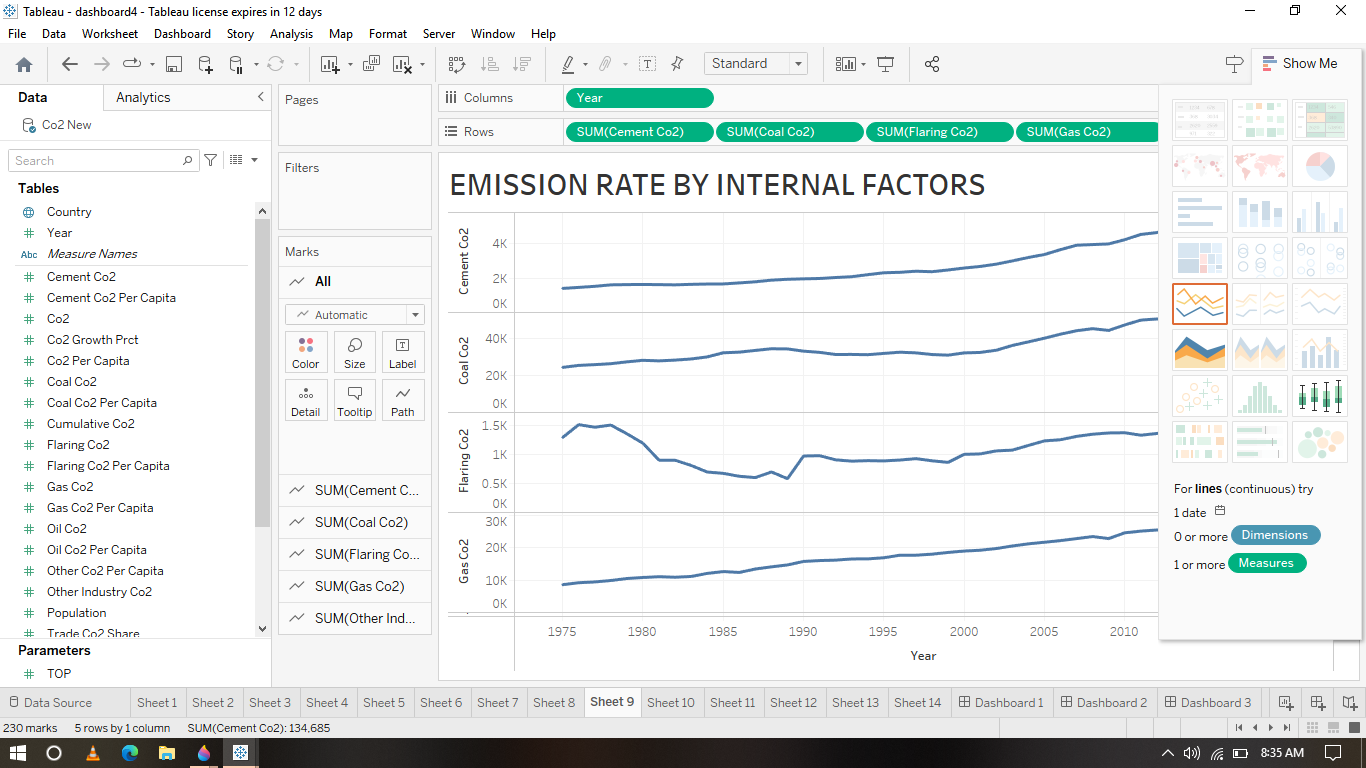 Tableau - dashboard4 - Tableau license expires in 12 days
File Data Worksheet Dashboard Story Analysis Map Format Server Window Help
Standard
Show Me
Data
Analytics
Co2 New
Search
Tables
Country
Year
Abc Measure Names
Cement Co2
Cement Co2 Per Capita
Co2
Co2 Growth Prct
Co2 Per Capita
Coal Co2
Coal Co2 Per Capita
Cumulative Co2
Flaring Co2
Flaring Co2 Per Capita
Gas Co2
Gas Co2 Per Capita
Oil Co2
Oil Co2 Per Capita
Other Co2 Per Capita
Other Industry Co2
Population
Trade Co2 Share
Parameters
TOP
Pages
Filters
Marks
All
Automatic
Color Size Label
Detail Tooltip Path
SUM(Cement C...
SUM(Coal Co2)
SUM(Flaring Co...
SUM(Gas Co2)
SUM(Other Ind...
Columns
Year
Rows
SUM(Cement Co2) SUM(Coal Co2) SUM(Flaring Co2) SUM(Gas Co2)
EMISSION RATE BY INTERNAL FACTORS
Cement Co2
4K
2K
0K
Coal Co2
40K
20K
0K
Flaring Co2
1.5K
1K
0.5K
0K
Gas Co2
30K
20K
10K
0K
1975 1980 1985 1990 1995 2000 2005 2010
Year
For lines (continuous) try
1 date
0 or more Dimensions
1 or more Measures
Data Source Sheet 1 Sheet 2 Sheet 3 Sheet 4 Sheet 5 Sheet 6 Sheet 7 Sheet 8 Sheet 9 Sheet 10 Sheet 11 Sheet 12 Sheet 13 Sheet 14 Dashboard 1 Dashboard 2 Dashboard 3
230 marks 5 rows by 1 column SUM(Cement Co2): 134,685
8:35 AM